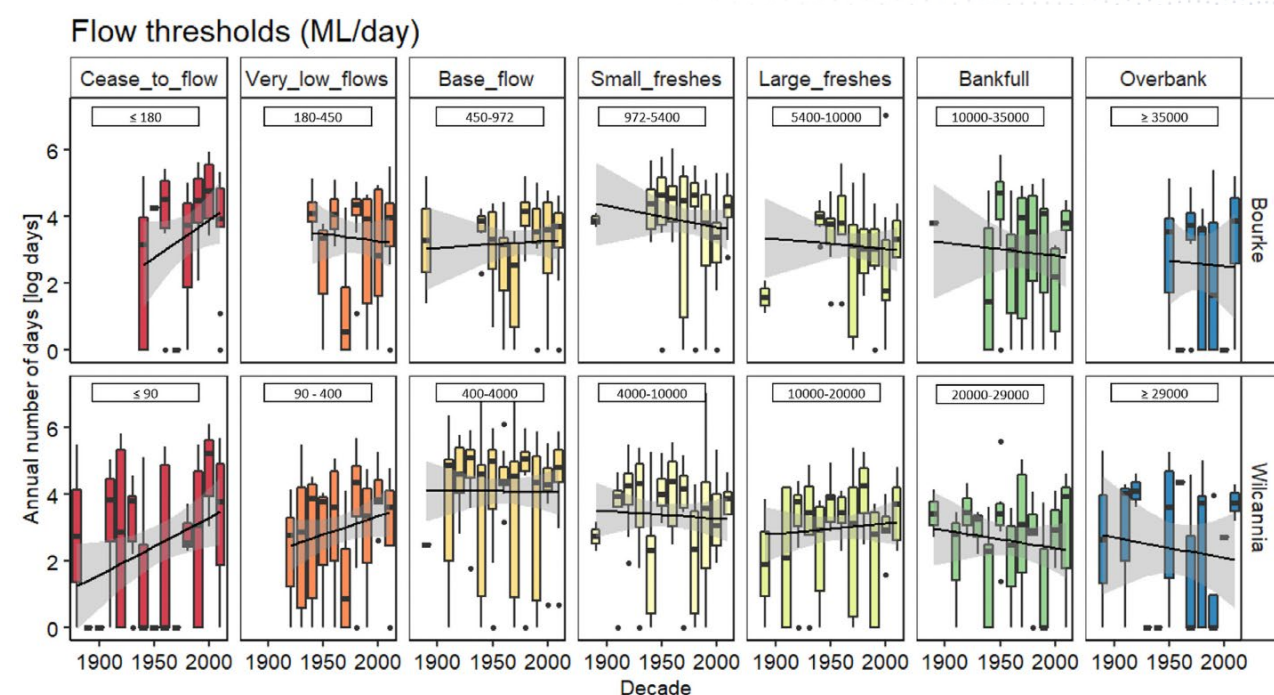 Flow thresholds (ML/day)
Cease_to_flow Very_low_flows Base_flow Small_freshes Large_freshes Bankfull Overbank
≤ 180 180-450 450-972 972-5400 5400-10000 10000-35000 ≥ 35000
6
4
2
0
Bourke
≤ 90 90 - 400 400-4000 4000-10000 10000-20000 20000-29000 ≥ 29000
6
4
2
0
Wilcannia
Annual number of days [log days]
1900 1950 2000 1900 1950 2000 1900 1950 2000 1900 1950 2000 1900 1950 2000 1900 1950 2000 1900 1950 2000
Decade